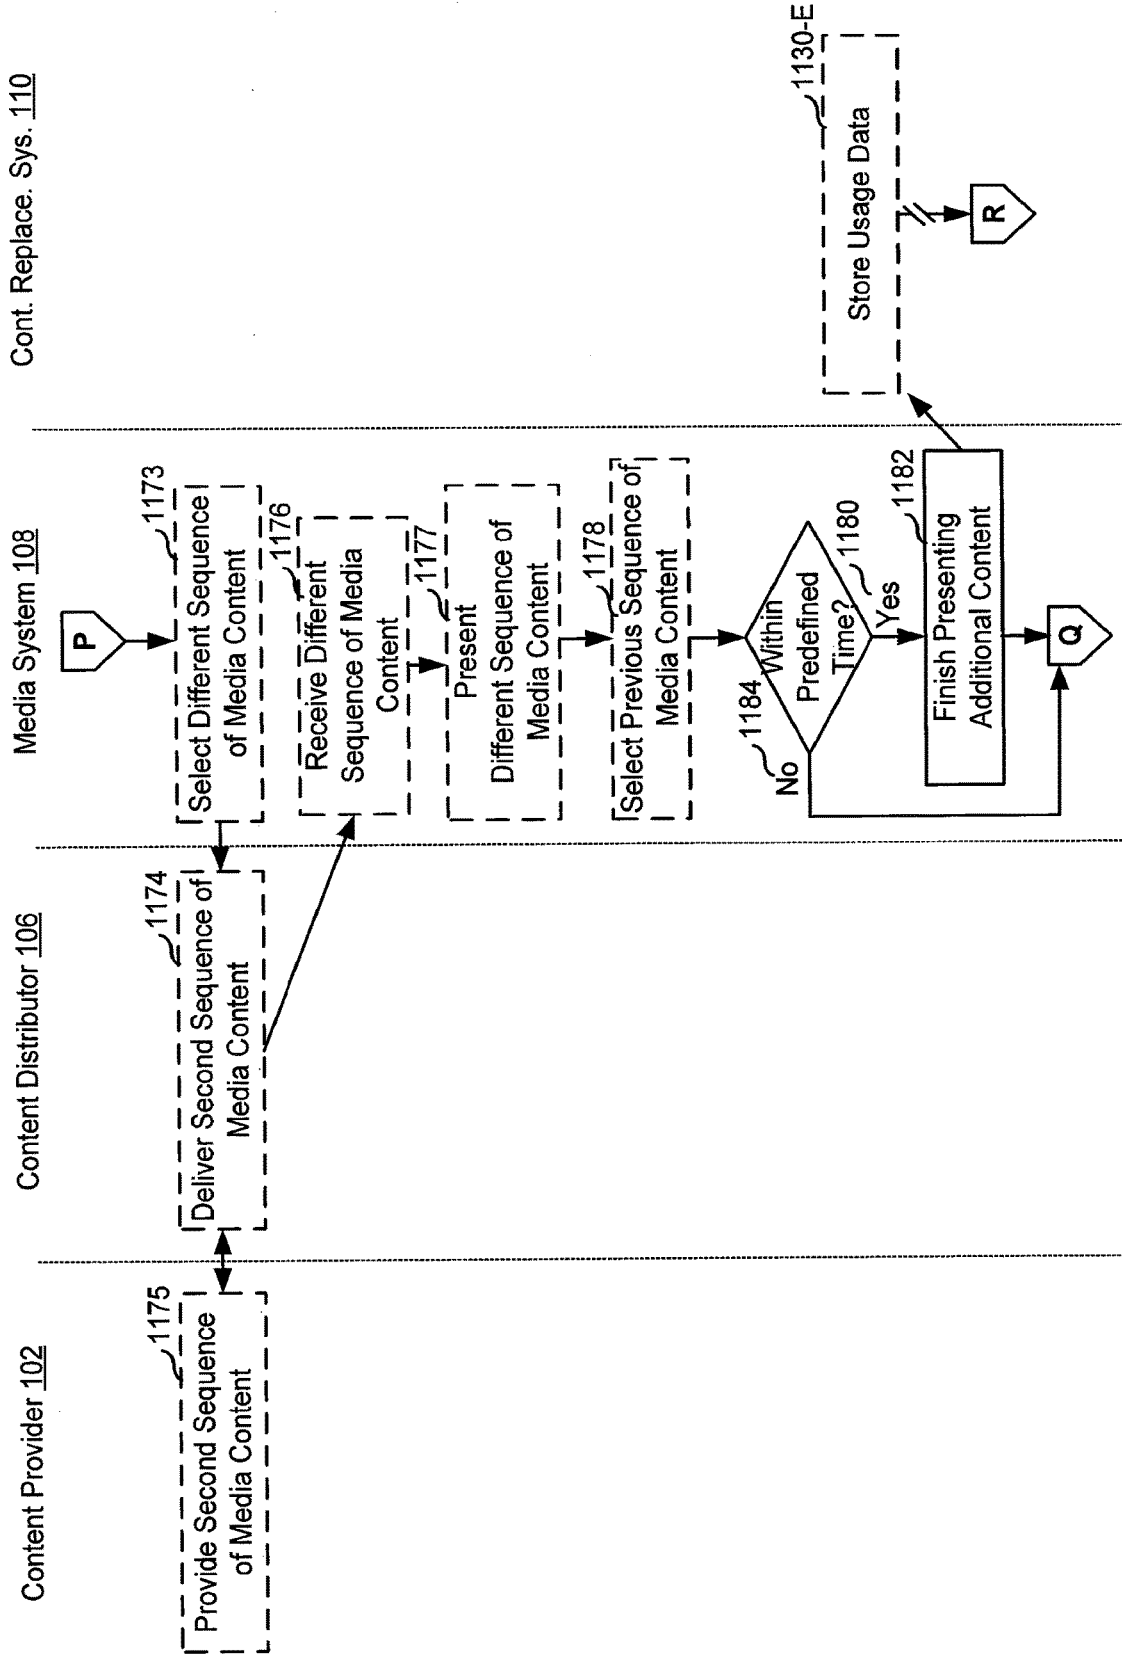 Content Provider 102
Content Distributor 106
Media System 108
Cont. Replace. Sys. 110
P
1175
Provide Second Sequence
of Media Content
1174
Deliver Second Sequence of
Media Content
1173
Select Different Sequence
of Media Content
1176
Receive Different
Sequence of Media
Content
1177
Present
Different Sequence of
Media Content
1178
Select Previous Sequence of
Media Content
1184
No
Within
Predefined
Time?
1180
Yes
1182
Finish Presenting
Additional Content
Q
1130-E
Store Usage Data
R